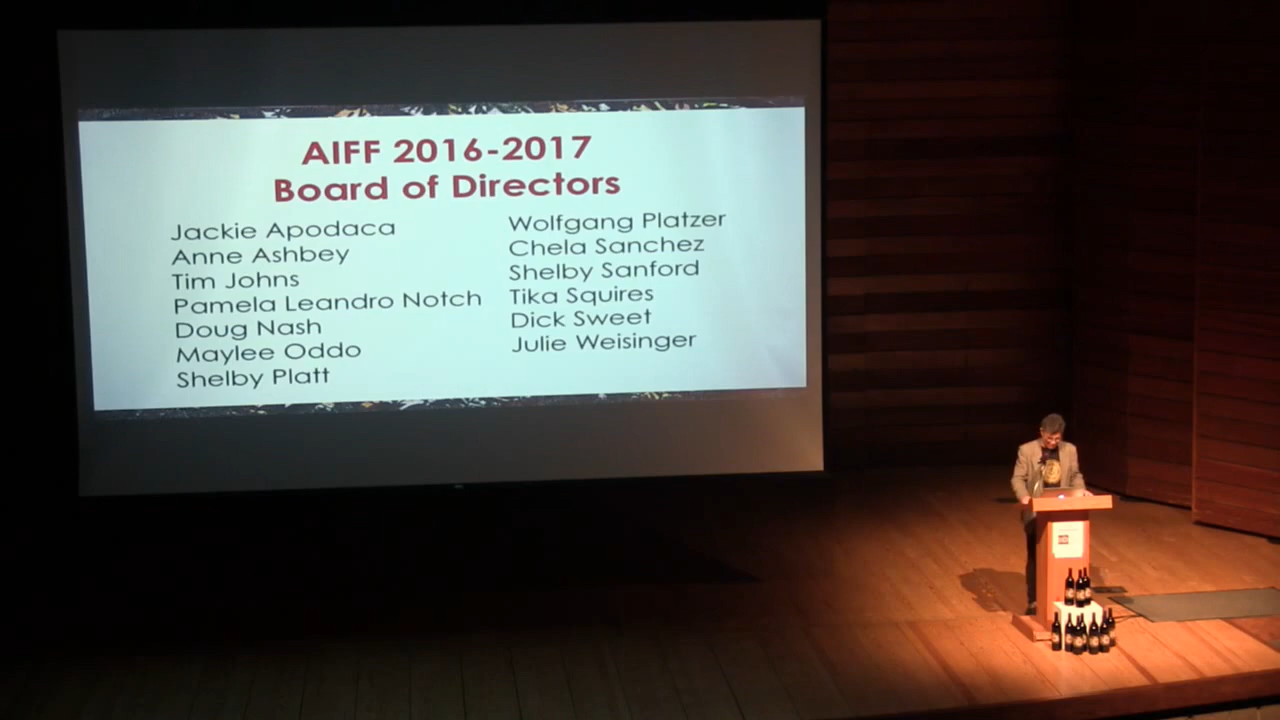 AIFF 2016-2017
Board of Directors
Jackie Apodaca
Anne Ashbey
Tim Johns
Pamela Leandro Notch
Doug Nash
Maylee Oddo
Shelby Platt
Wolfgang Platzer
Chela Sanchez
Shelby Sanford
Tika Squires
Dick Sweet
Julie Weisinger